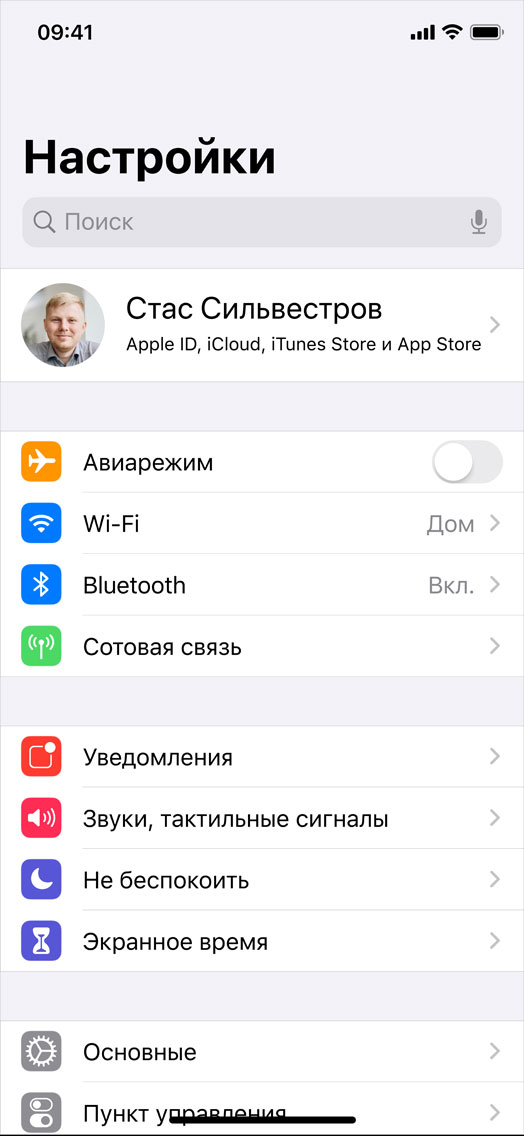 09:41
Настройки
Поиск
Стас Сильвестров
Apple ID, iCloud, iTunes Store и App Store
Авиарежим
Wi-Fi Дом
Bluetooth Вкл.
Сотовая связь
Уведомления
Звуки, тактильные сигналы
Не беспокоить
Экранное время
Основные
Пункт управления